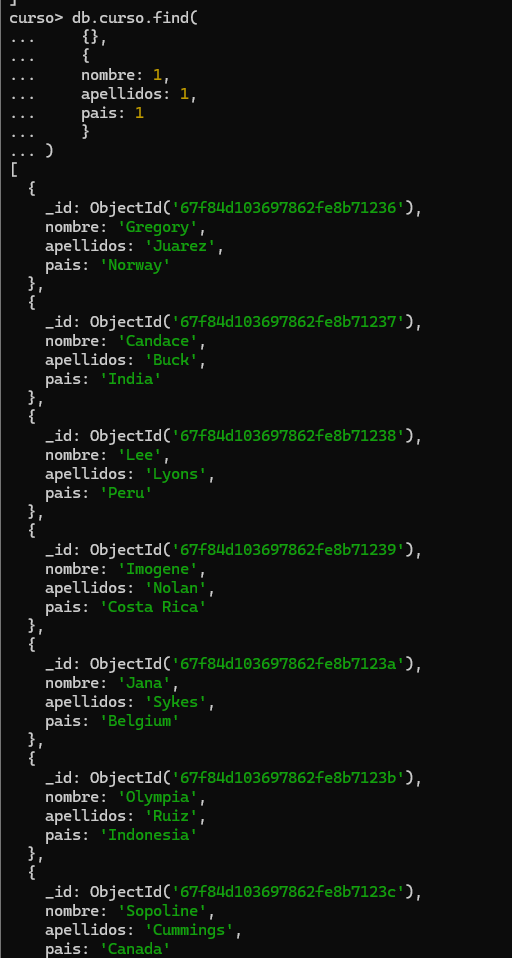 ]
curso> db.curso.find(
...     {},
...     {
...     nombre: 1,
...     apellidos: 1,
...     pais: 1
...     }
... )
[
  {
    _id: ObjectId('67f84d103697862fe8b71236'),
    nombre: 'Gregory',
    apellidos: 'Juarez',
    pais: 'Norway'
  },
  {
    _id: ObjectId('67f84d103697862fe8b71237'),
    nombre: 'Candace',
    apellidos: 'Buck',
    pais: 'India'
  },
  {
    _id: ObjectId('67f84d103697862fe8b71238'),
    nombre: 'Lee',
    apellidos: 'Lyons',
    pais: 'Peru'
  },
  {
    _id: ObjectId('67f84d103697862fe8b71239'),
    nombre: 'Imogene',
    apellidos: 'Nolan',
    pais: 'Costa Rica'
  },
  {
    _id: ObjectId('67f84d103697862fe8b7123a'),
    nombre: 'Jana',
    apellidos: 'Sykes',
    pais: 'Belgium'
  },
  {
    _id: ObjectId('67f84d103697862fe8b7123b'),
    nombre: 'Olympia',
    apellidos: 'Ruiz',
    pais: 'Indonesia'
  },
  {
    _id: ObjectId('67f84d103697862fe8b7123c'),
    nombre: 'Sopoline',
    apellidos: 'Cummings',
    pais: 'Canada'